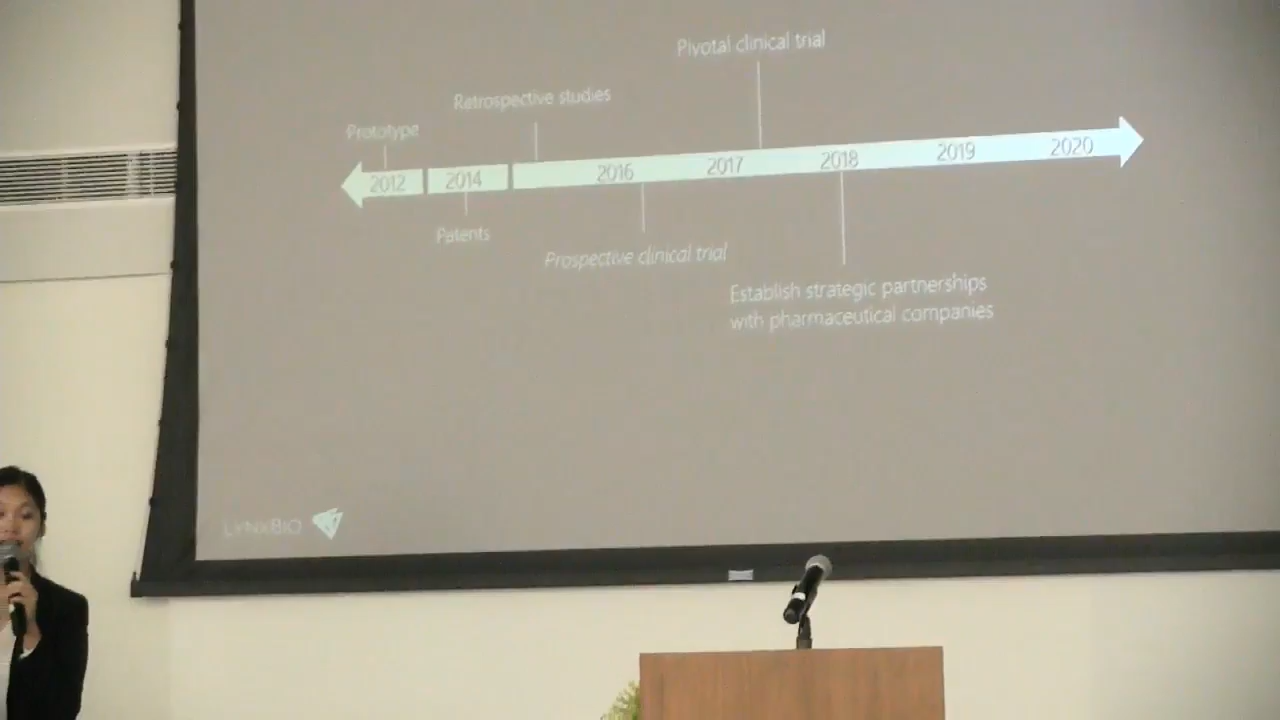 Pivotal clinical trial
Retrospective studies
Prototype
2012 2014 2016 2017 2018 2019 2020
Patents
Prospective clinical trial
Establish strategic partnerships
with pharmaceutical companies
LYNXBIO